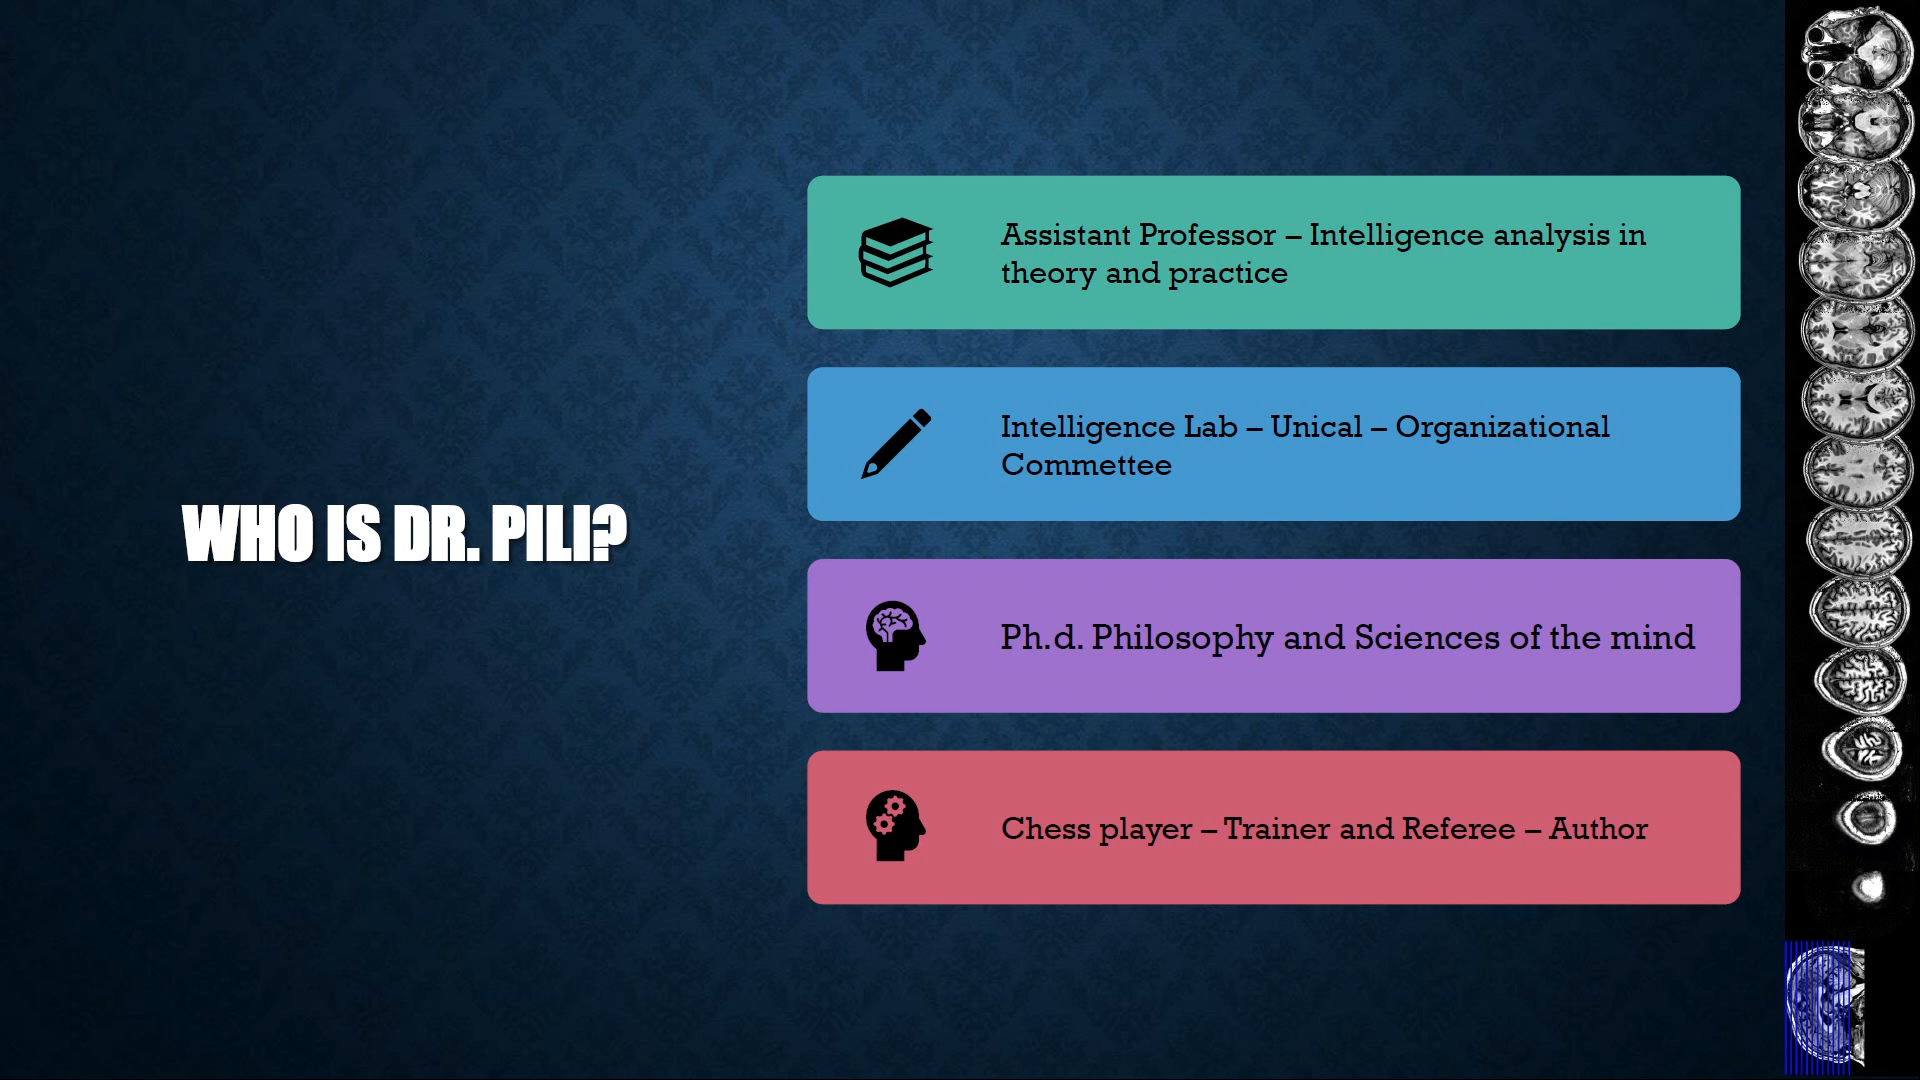 WHO IS DR. PILI?
Assistant Professor – Intelligence analysis in
theory and practice
Intelligence Lab – Unical – Organizational
Commettee
Ph.d. Philosophy and Sciences of the mind
Chess player – Trainer and Referee – Author